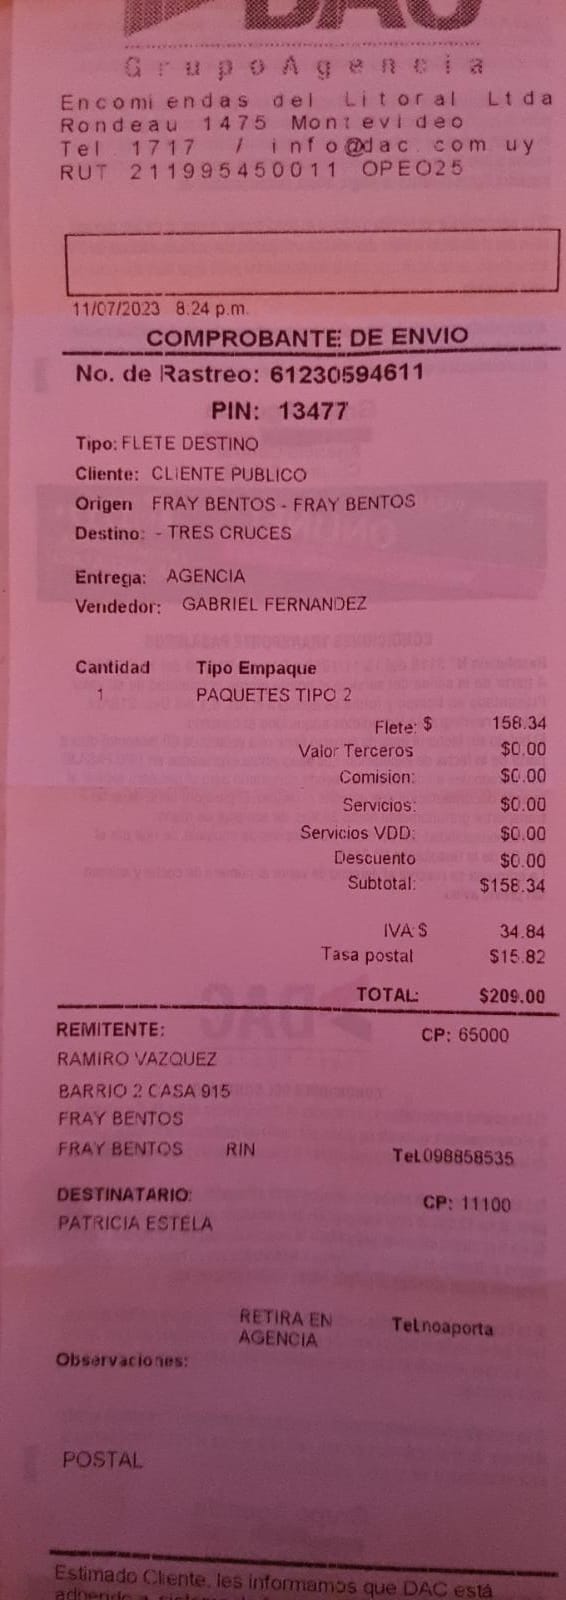 DAC
GrupoAgencia
Encomiendas del Litoral Ltda
Rondeau 1475 Montevideo
Tel 1717 / info@dac.com.uy
RUT 211995450011 OPEO25
11/07/2023 8:24 p.m.
COMPROBANTE DE ENVIO
No. de Rastreo: 61230594611
PIN: 13477
Tipo: FLETE DESTINO
Cliente: CLIENTE PUBLICO
Origen FRAY BENTOS - FRAY BENTOS
Destino: - TRES CRUCES
Entrega: AGENCIA
Vendedor: GABRIEL FERNANDEZ
Cantidad Tipo Empaque
1 PAQUETES TIPO 2
Flete: $ 158.34
Valor Terceros $0.00
Comision: $0.00
Servicios: $0.00
Servicios VDD: $0.00
Descuento $0.00
Subtotal: $158.34
IVA $ 34.84
Tasa postal $15.82
TOTAL: $209.00
REMITENTE: CP: 65000
RAMIRO VAZQUEZ
BARRIO 2 CASA 915
FRAY BENTOS
FRAY BENTOS RIN Tel.098858535
DESTINATARIO: CP: 11100
PATRICIA ESTELA
RETIRA EN Tel.noaporta
AGENCIA
Observaciones:
POSTAL
Estimado Cliente, les informamos que DAC está